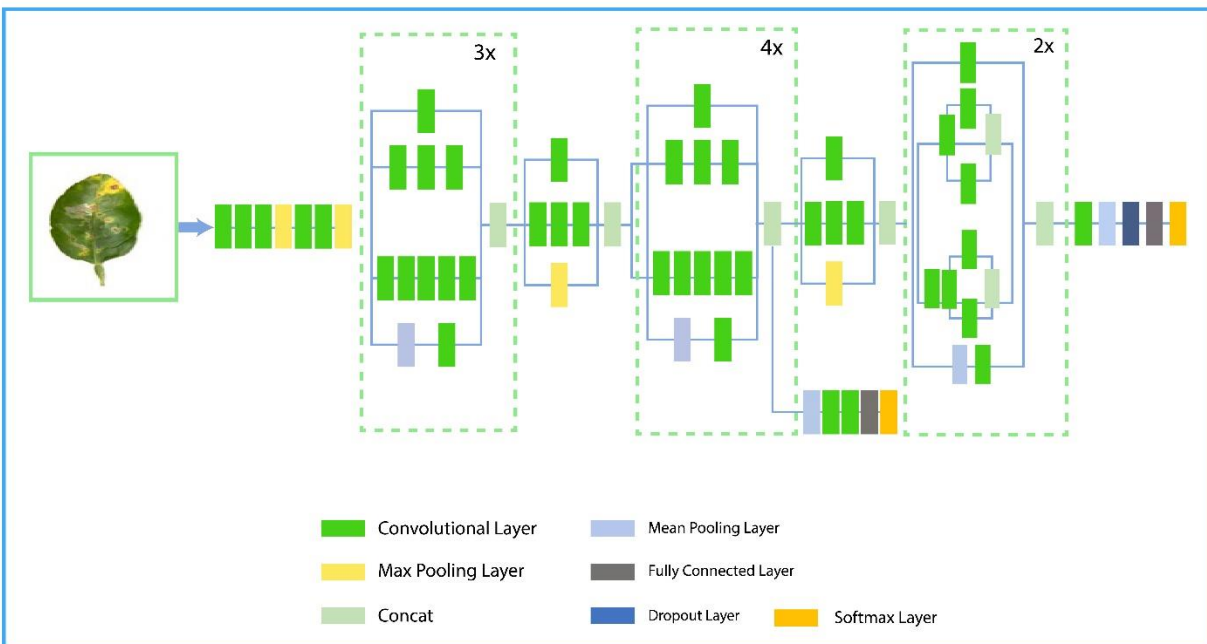 3x
4x
2x
Convolutional Layer
Mean Pooling Layer
Max Pooling Layer
Fully Connected Layer
Concat
Dropout Layer
Softmax Layer